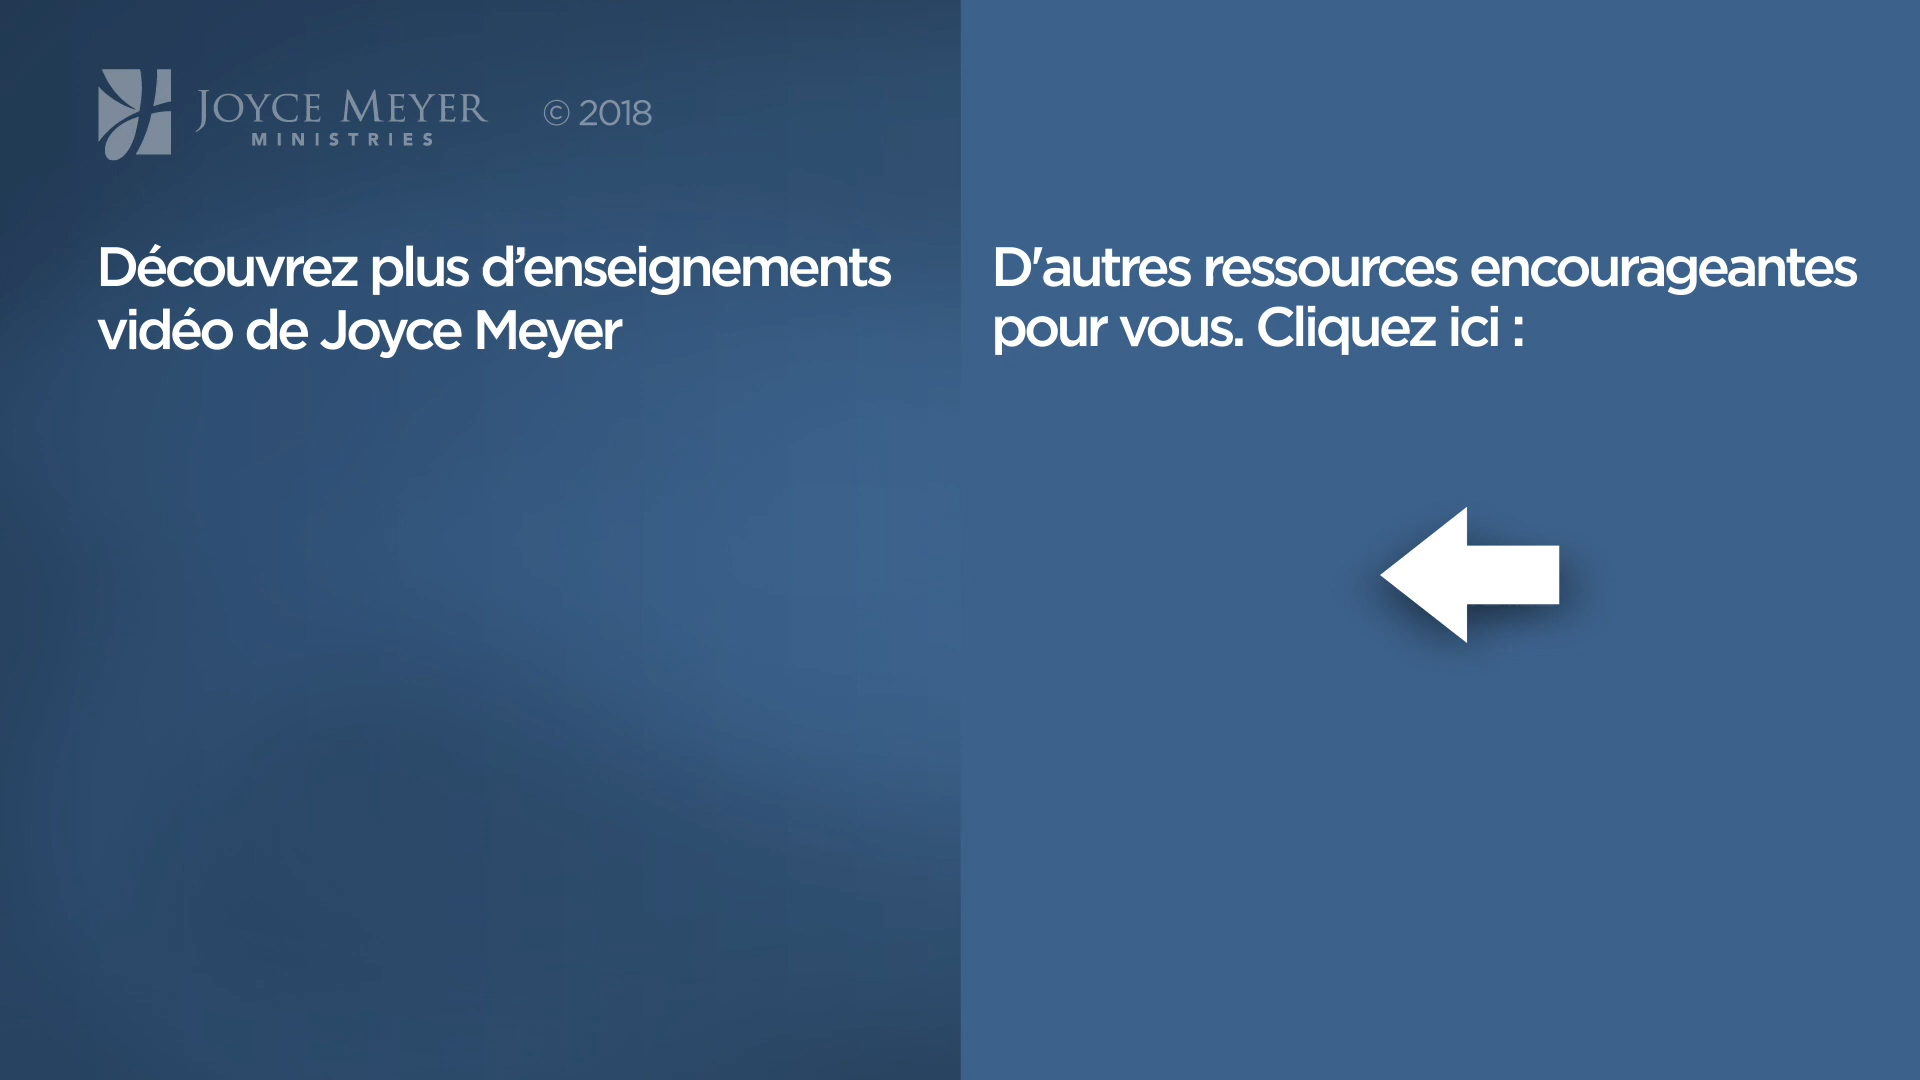 JOYCE MEYER
MINISTRIES
© 2018
Découvrez plus d’enseignements
vidéo de Joyce Meyer
D'autres ressources encourageantes
pour vous. Cliquez ici :